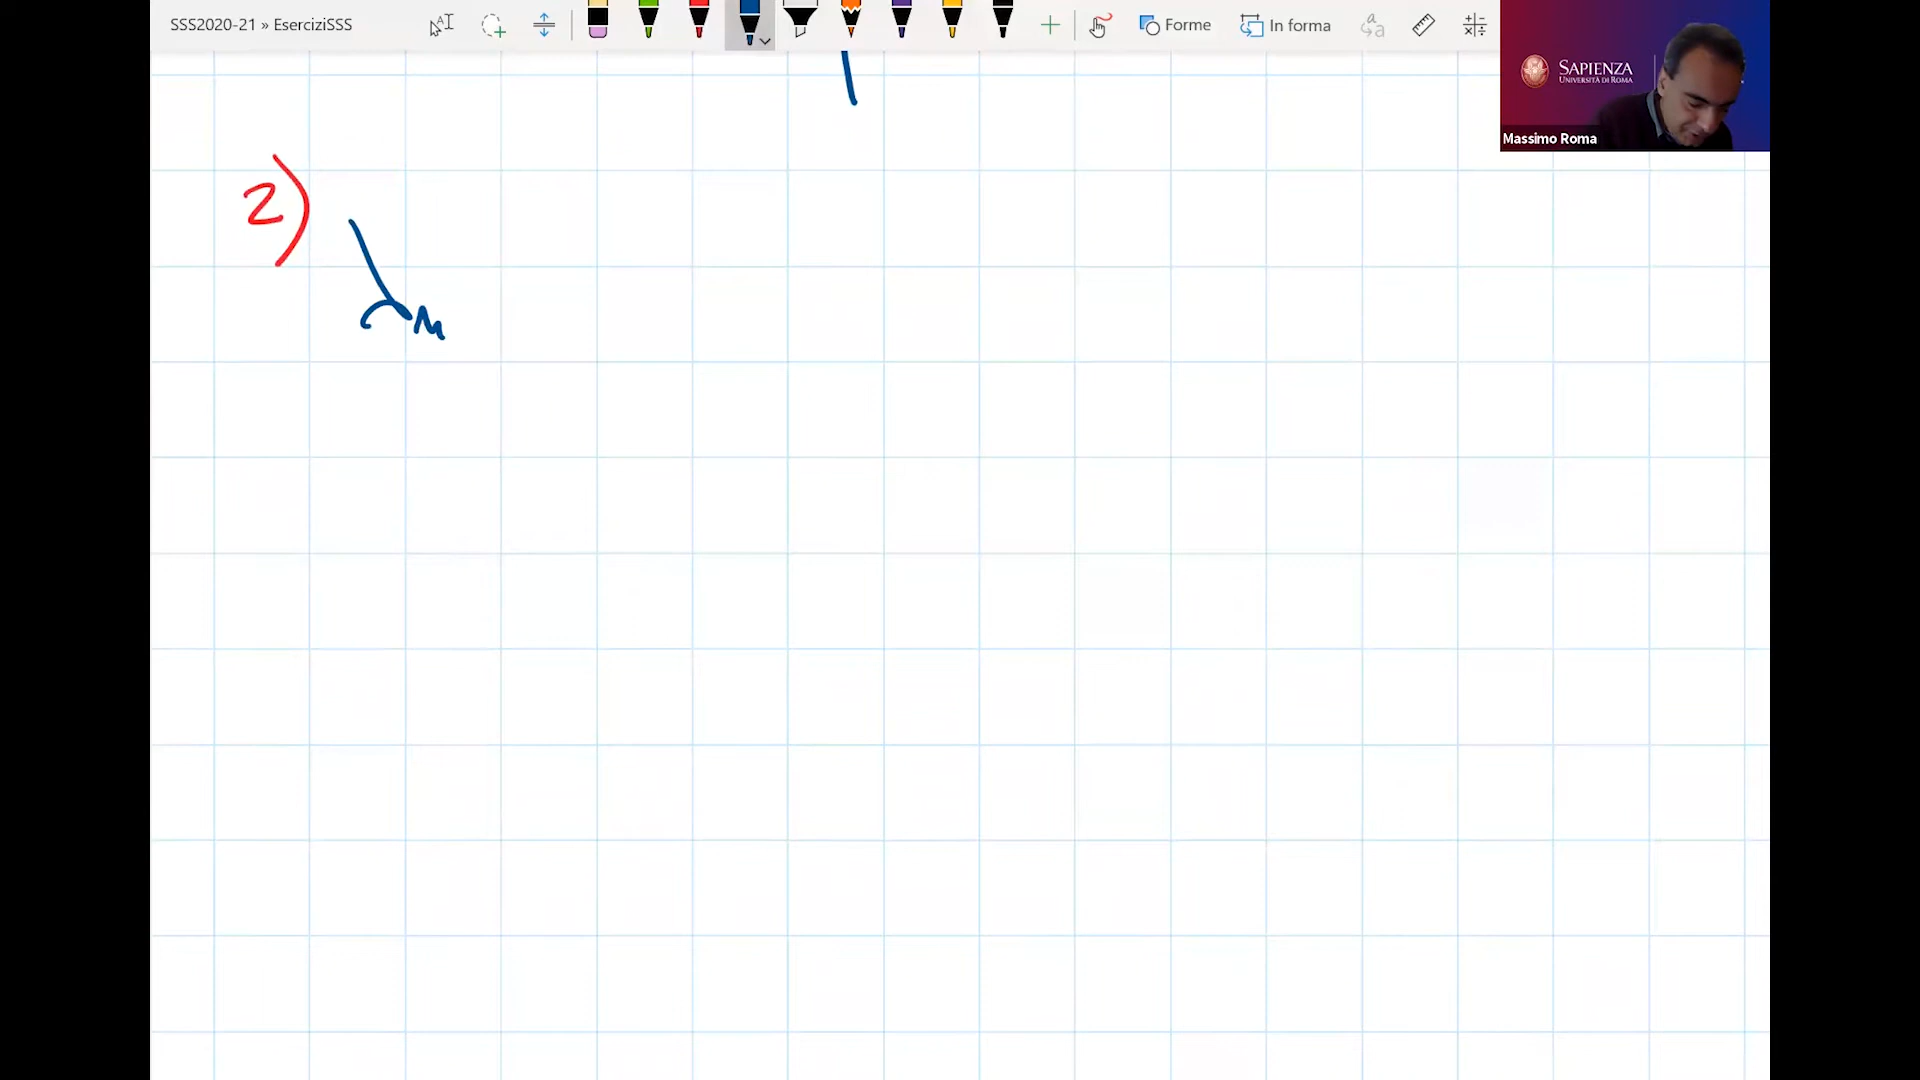 SSS2020-21 » EserciziSSS
Forme
In forma
SAPIENZA
UNIVERSITÀ DI ROMA
Massimo Roma
2)
λn